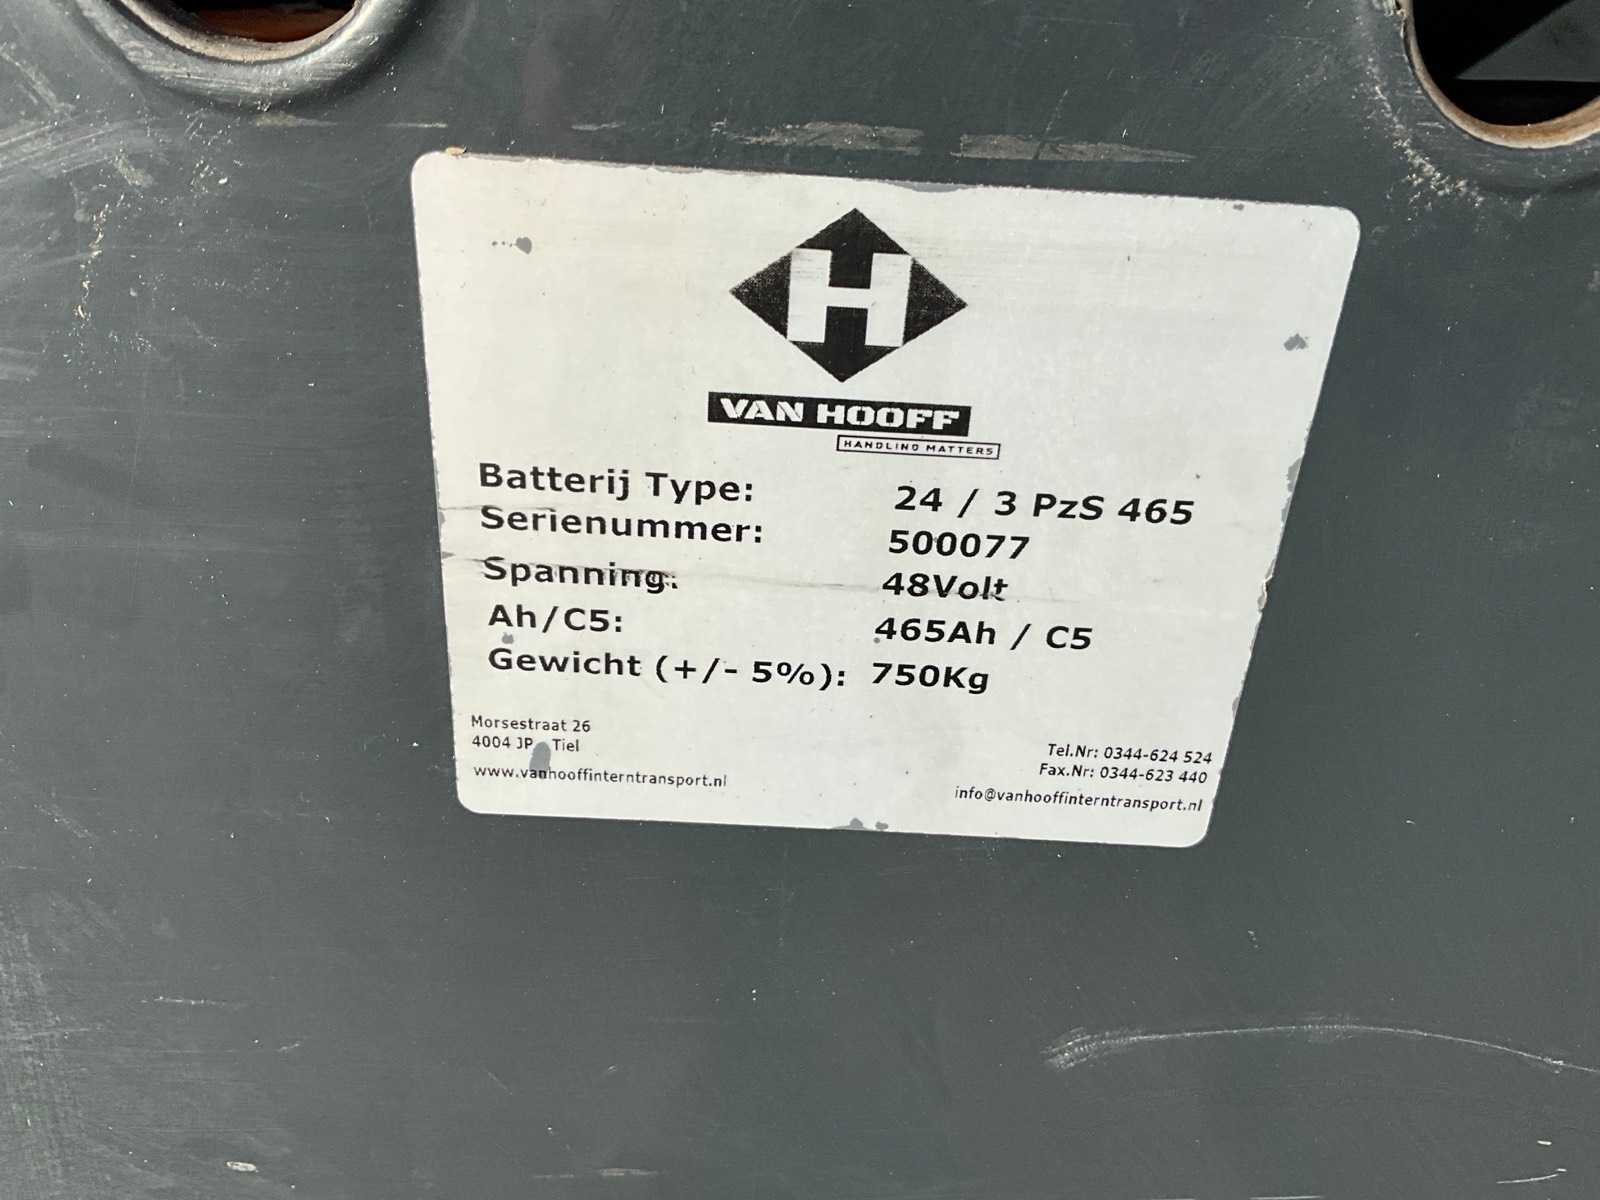 H
VAN HOOFF
HANDLING MATTERS
Batterij Type: 24 / 3 PzS 465
Serienummer: 500077
Spanning: 48Volt
Ah/C5: 465Ah / C5
Gewicht (+/- 5%): 750Kg
Morsestraat 26
4004 JP Tiel
www.vanhooffinterntransport.nl
Tel.Nr: 0344-624 524
Fax.Nr: 0344-623 440
info@vanhooffinterntransport.nl